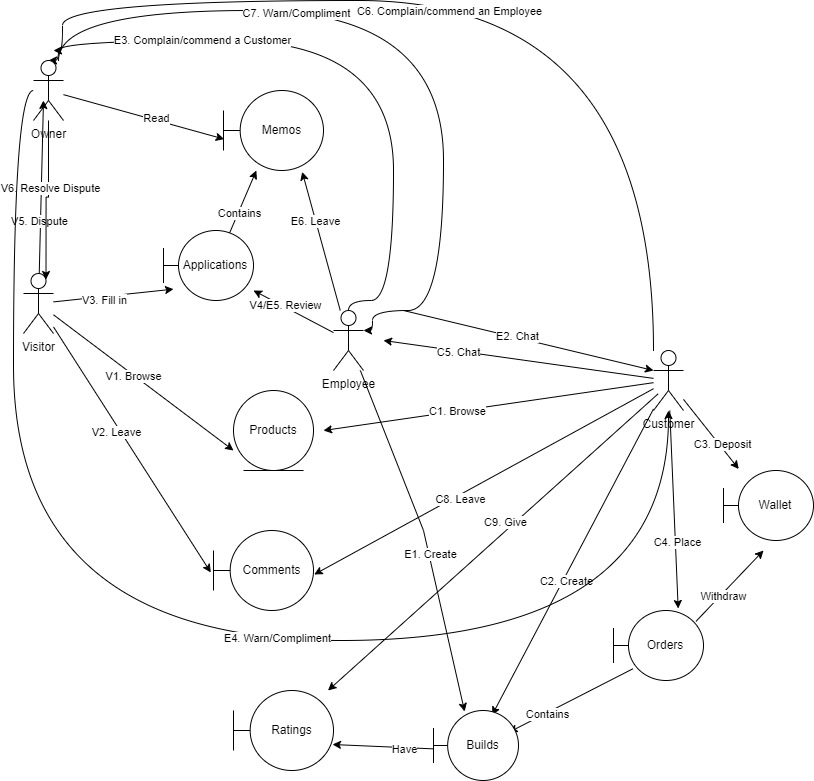 C7. Warn/Compliment
C6. Complain/commend an Employee
E3. Complain/commend a Customer
Read
Memos
Owner
V6. Resolve Dispute
V5. Dispute
Contains
E6. Leave
Applications
V3. Fill in
V4/E5. Review
Visitor
E2. Chat
C5. Chat
Employee
V1. Browse
C1. Browse
Customer
V2. Leave
Products
C3. Deposit
C8. Leave
Wallet
C9. Give
C4. Place
E1. Create
Comments
C2. Create
Withdraw
E4. Warn/Compliment
Orders
Contains
Ratings
Have
Builds